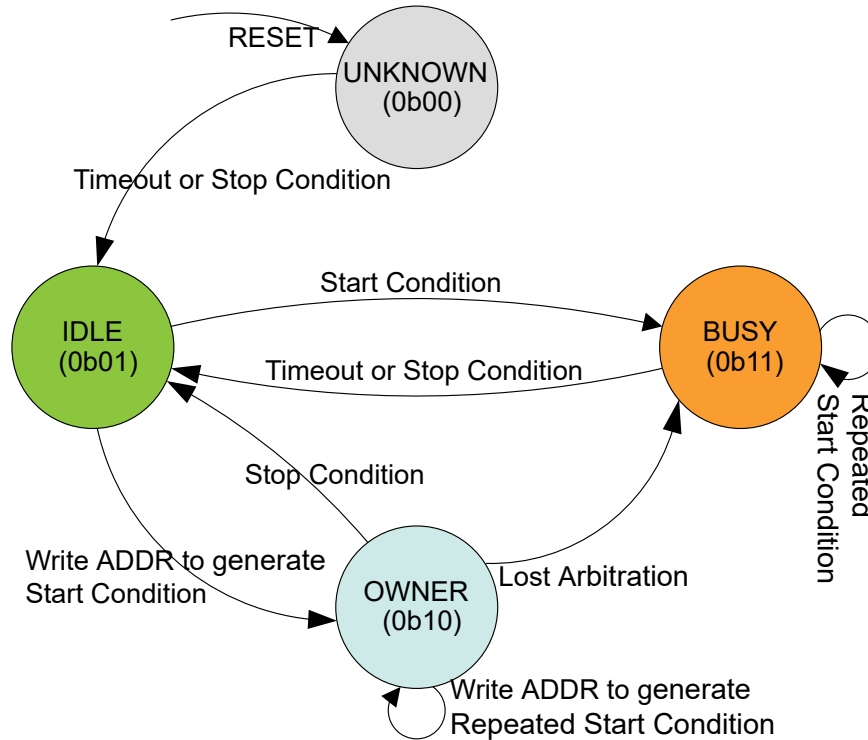 RESET
UNKNOWN
(0b00)
Timeout or Stop Condition
Start Condition
IDLE
(0b01)
BUSY
(0b11)
Timeout or Stop Condition
Repeated
Start Condition
Stop Condition
Write ADDR to generate
Start Condition
OWNER
(0b10)
Lost Arbitration
Write ADDR to generate
Repeated Start Condition